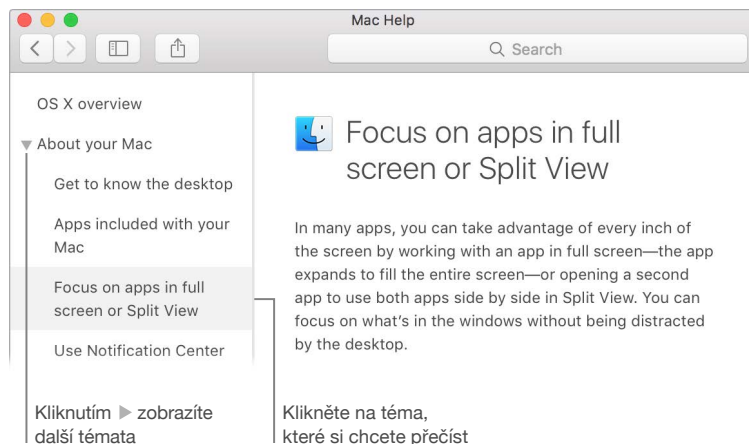 Mac Help
Search
OS X overview
About your Mac
Get to know the desktop
Apps included with your
Mac
Focus on apps in full
screen or Split View
Use Notification Center
Focus on apps in full
screen or Split View
In many apps, you can take advantage of every inch of
the screen by working with an app in full screen—the app
expands to fill the entire screen—or opening a second
app to use both apps side by side in Split View. You can
focus on what's in the windows without being distracted
by the desktop.
Kliknutím ▶ zobrazíte
další témata
Klikněte na téma,
které si chcete přečíst